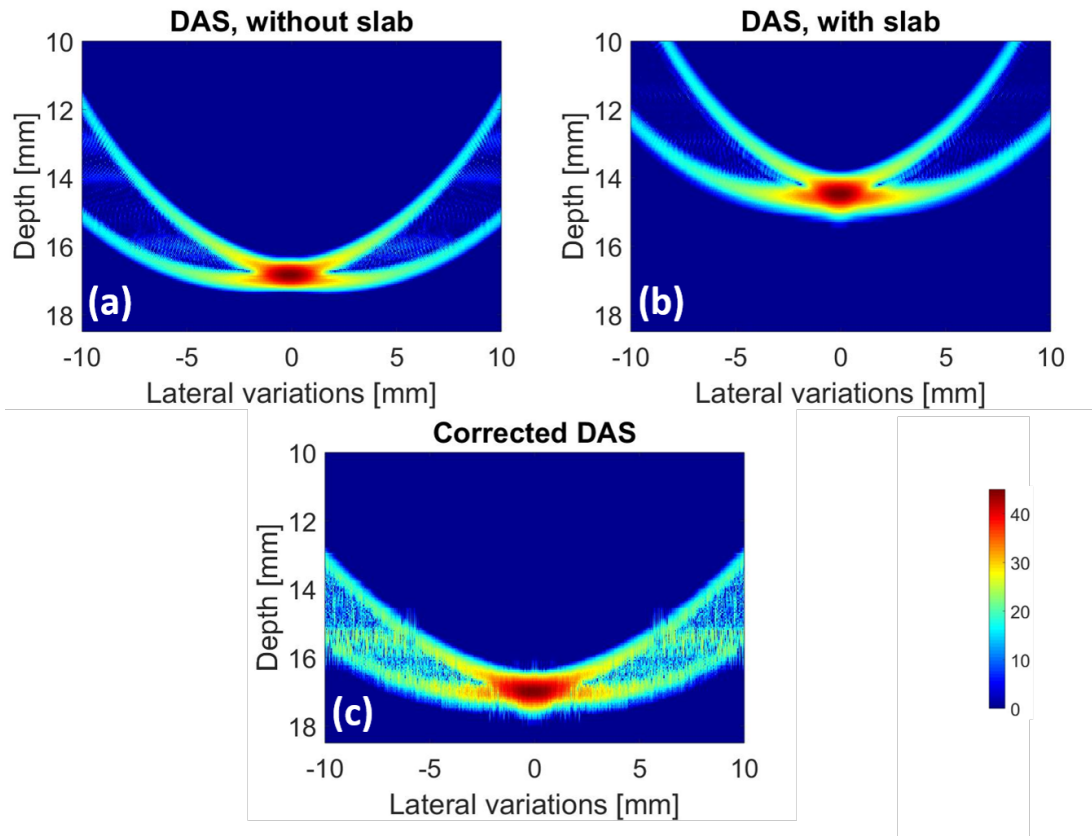 DAS, without slab
10
12
14
16
18
Depth [mm]
(a)
-10 -5 0 5 10
Lateral variations [mm]
DAS, with slab
10
12
14
16
18
Depth [mm]
(b)
-10 -5 0 5 10
Lateral variations [mm]
Corrected DAS
10
12
14
16
18
Depth [mm]
(c)
-10 -5 0 5 10
Lateral variations [mm]
40
30
20
10
0